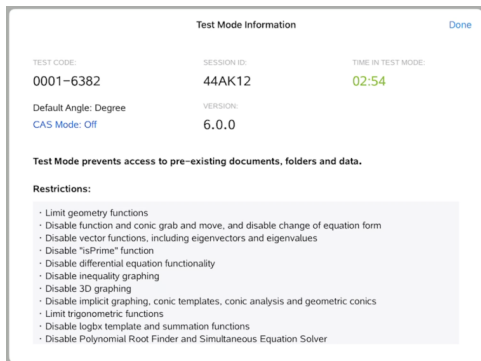 Test Mode Information Done
TEST CODE: SESSION ID: TIME IN TEST MODE:
0001-6382 44AK12 02:54
Default Angle: Degree VERSION:
CAS Mode: Off 6.0.0
Test Mode prevents access to pre-existing documents, folders and data.
Restrictions:
· Limit geometry functions
· Disable function and conic grab and move, and disable change of equation form
· Disable vector functions, including eigenvectors and eigenvalues
· Disable "isPrime" function
· Disable differential equation functionality
· Disable inequality graphing
· Disable 3D graphing
· Disable implicit graphing, conic templates, conic analysis and geometric conics
· Limit trigonometric functions
· Disable logbx template and summation functions
· Disable Polynomial Root Finder and Simultaneous Equation Solver